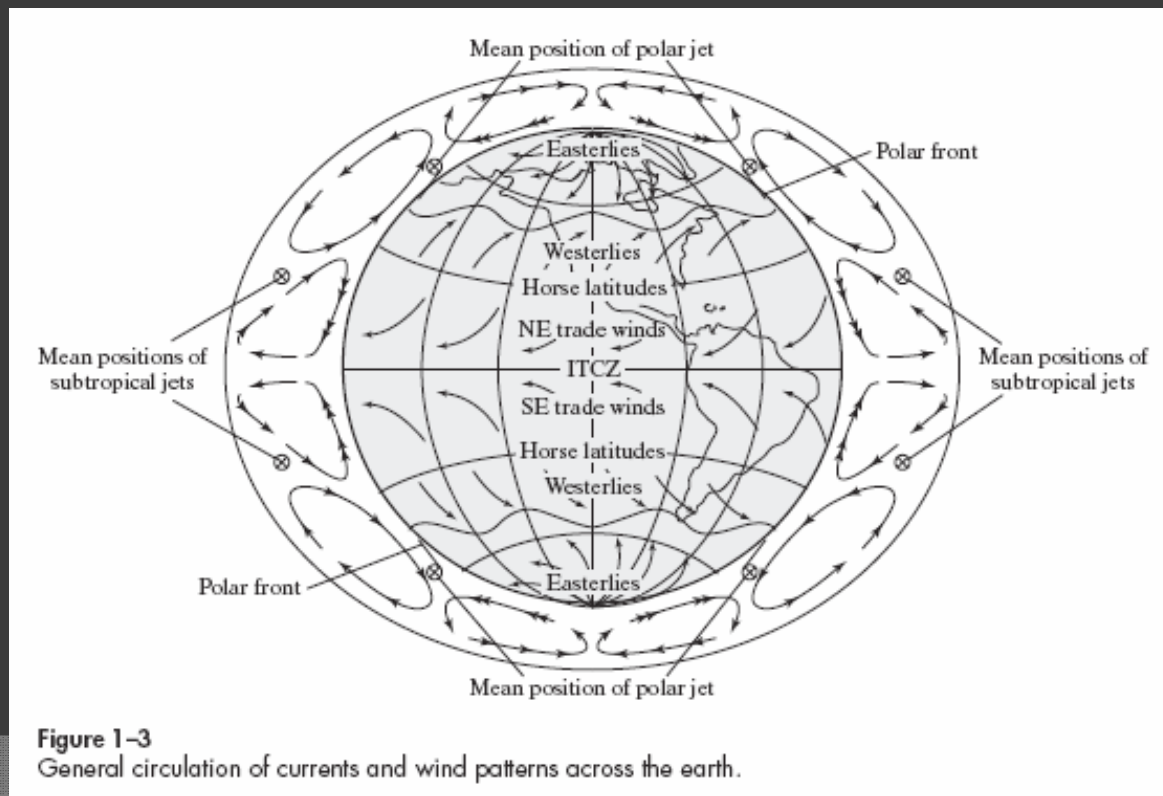 Mean position of polar jet
Easterlies
Polar front
Westerlies
Horse latitudes
NE trade winds
Mean positions of
subtropical jets
ITCZ
Mean positions of
subtropical jets
SE trade winds
Horse latitudes
Westerlies
Easterlies
Polar front
Mean position of polar jet
Figure 1–3
General circulation of currents and wind patterns across the earth.